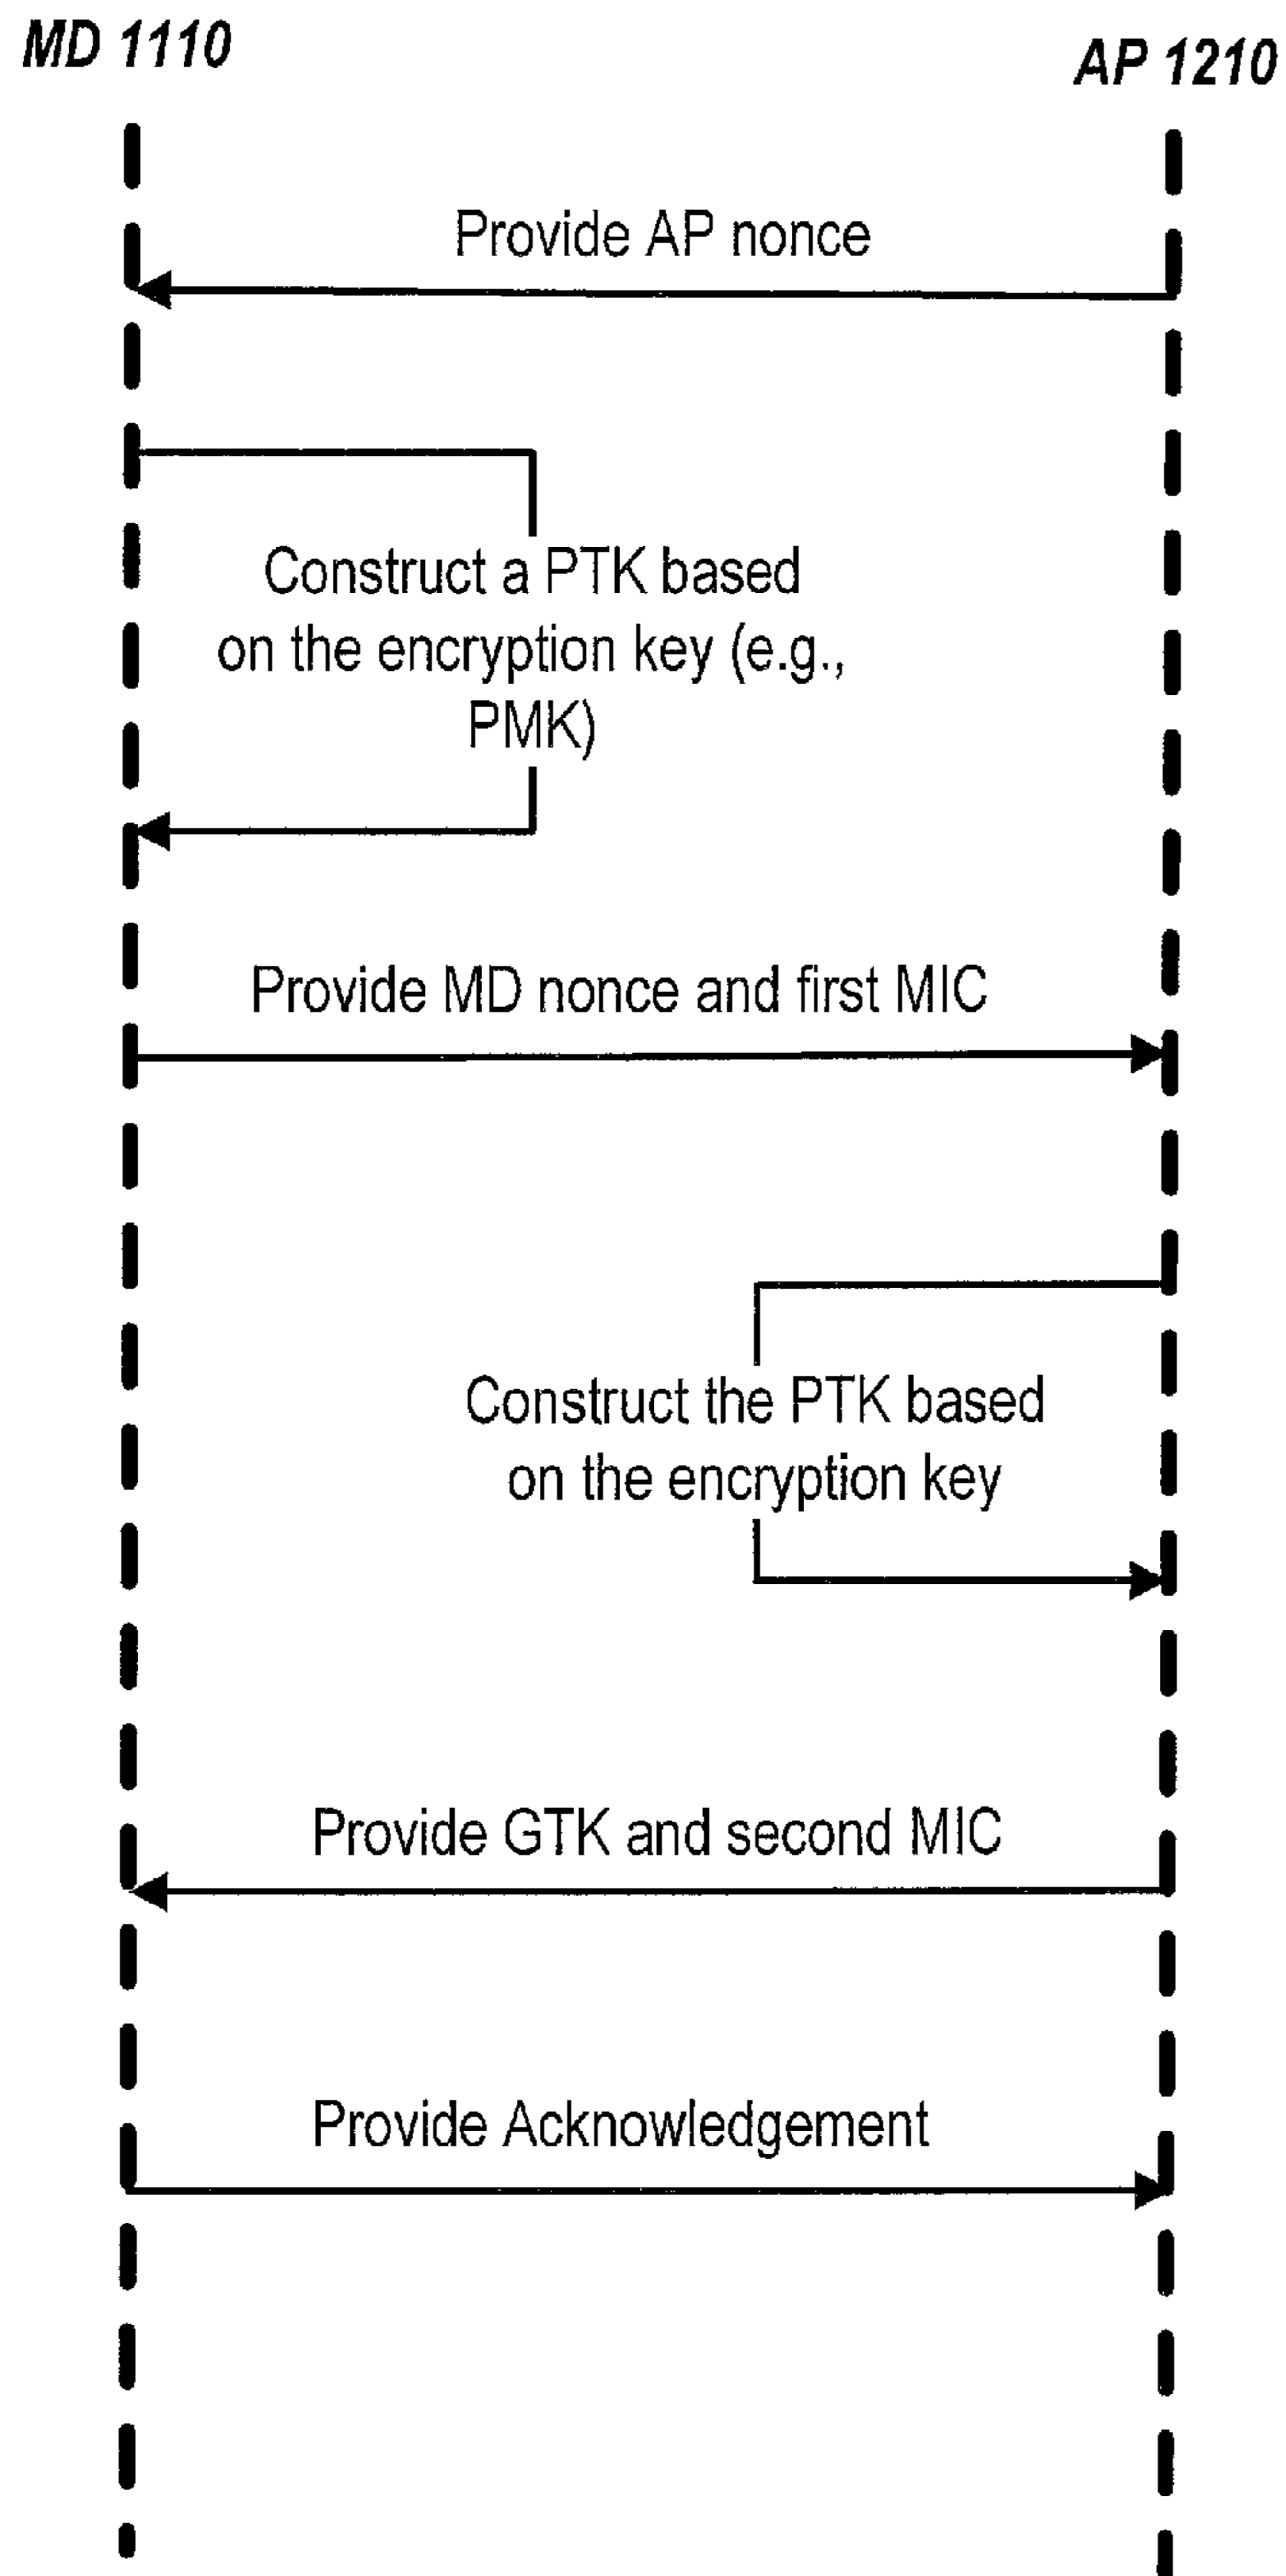 MD 1110
AP 1210
Provide AP nonce
Construct a PTK based
on the encryption key (e.g.,
PMK)
Provide MD nonce and first MIC
Construct the PTK based
on the encryption key
Provide GTK and second MIC
Provide Acknowledgement